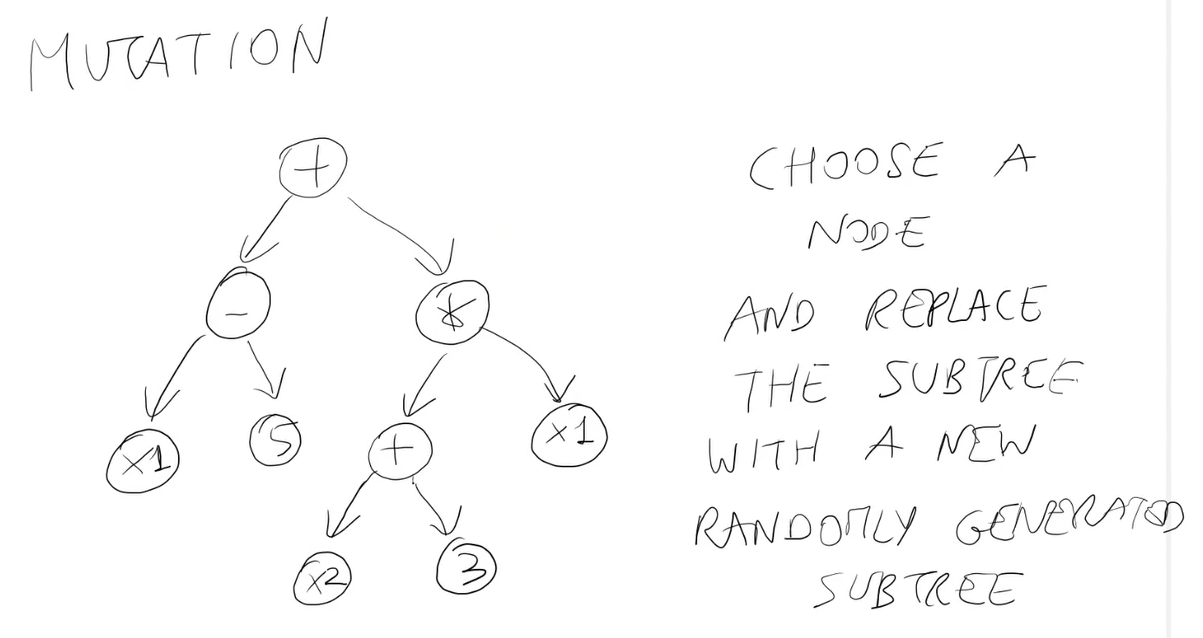 MUTATION
+
- *
x1 5 + x1
x2 3
CHOOSE A
NODE
AND REPLACE
THE SUBTREE
WITH A NEW
RANDOMLY GENERATED
SUBTREE